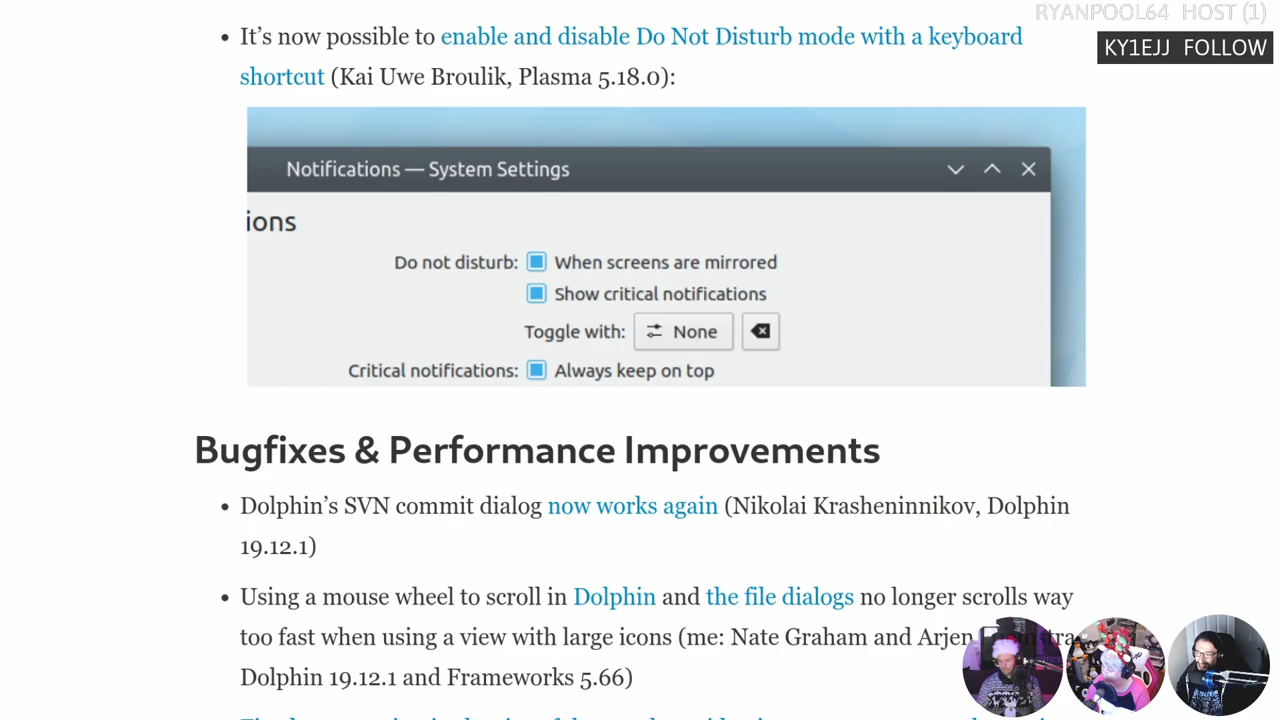 RYANPOOL64 HOST (1)
KY1EJJ FOLLOW
• It’s now possible to enable and disable Do Not Disturb mode with a keyboard
shortcut (Kai Uwe Broulik, Plasma 5.18.0):
Notifications — System Settings
ions
Do not disturb: When screens are mirrored
Show critical notifications
Toggle with: None
Critical notifications: Always keep on top
Bugfixes & Performance Improvements
• Dolphin’s SVN commit dialog now works again (Nikolai Krasheninnikov, Dolphin
19.12.1)
• Using a mouse wheel to scroll in Dolphin and the file dialogs no longer scrolls way
too fast when using a view with large icons (me: Nate Graham and Arjen
Dolphin 19.12.1 and Frameworks 5.66)